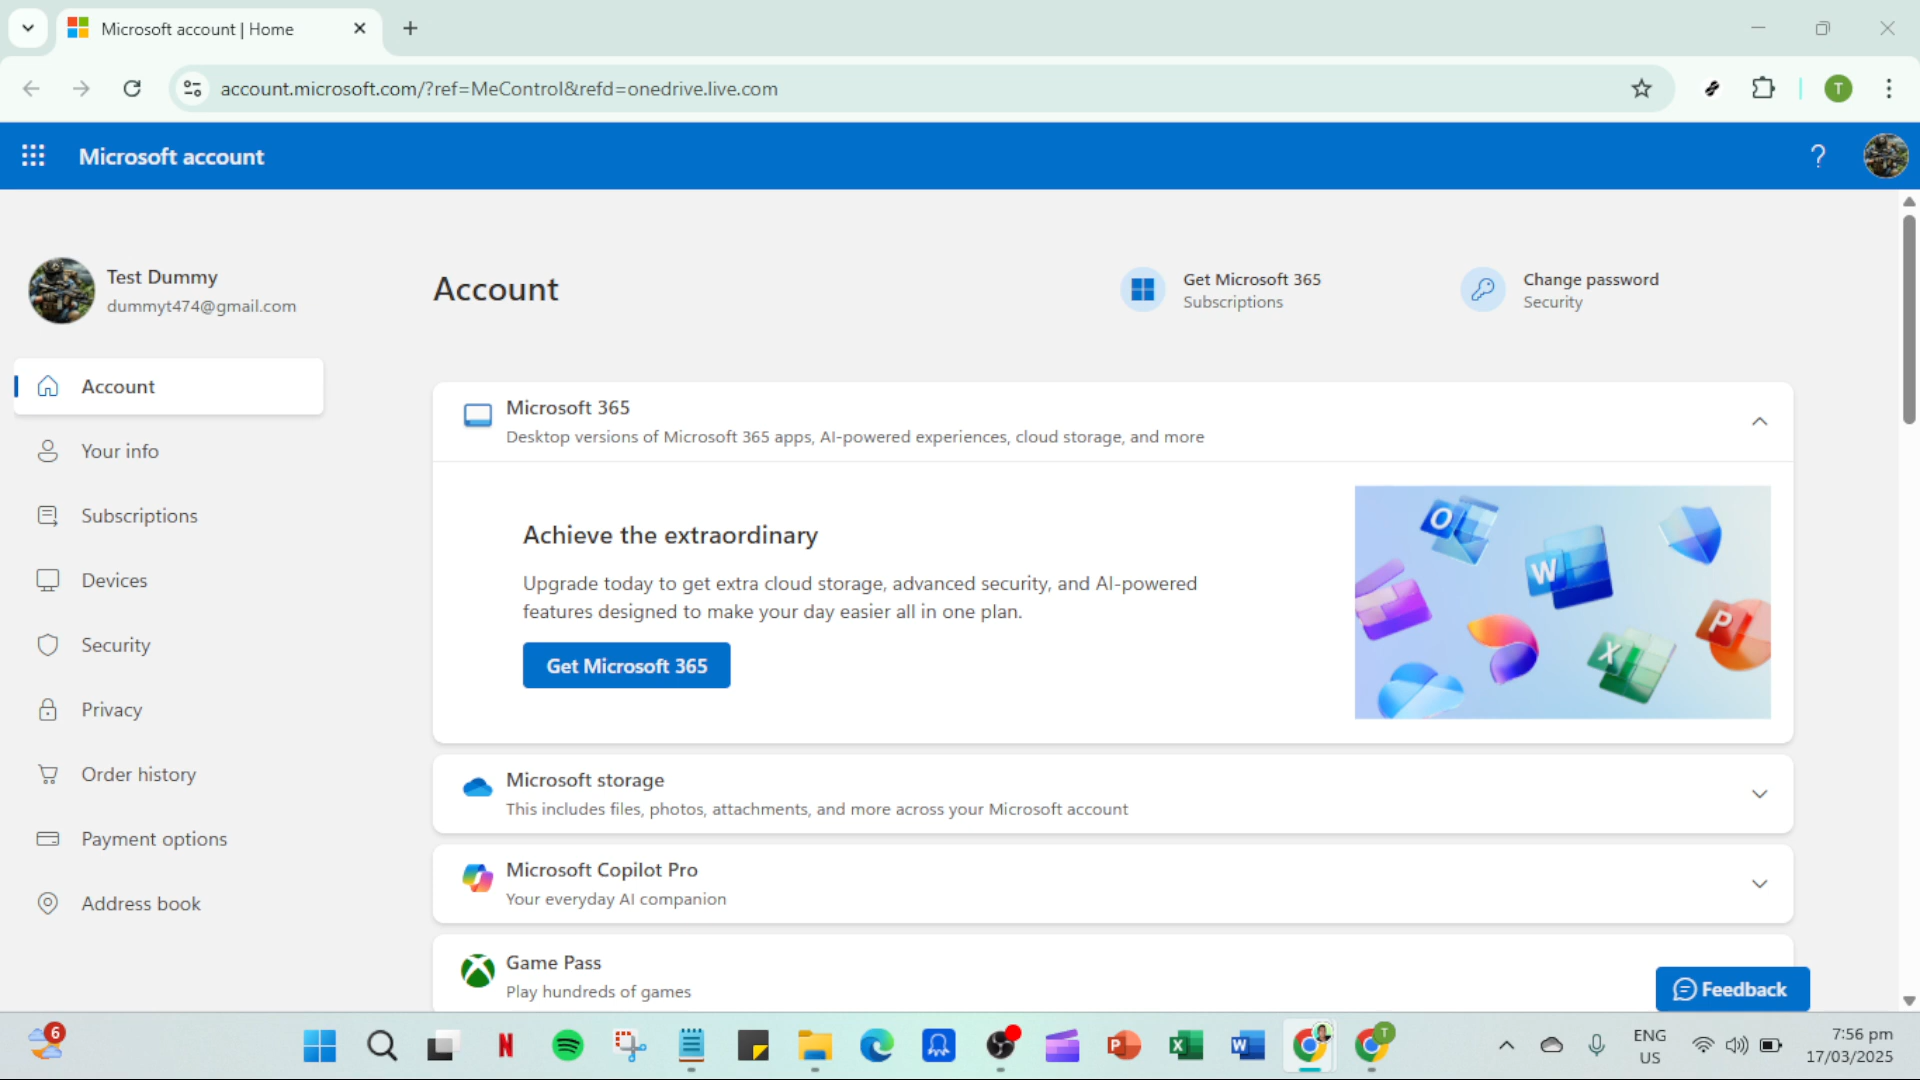 Microsoft account | Home
account.microsoft.com/?ref=MeControl&refd=onedrive.live.com
T
Microsoft account
?
Test Dummy
dummyt474@gmail.com
Account
Get Microsoft 365
Subscriptions
Change password
Security
Account
Your info
Subscriptions
Devices
Security
Privacy
Order history
Payment options
Address book
Microsoft 365
Desktop versions of Microsoft 365 apps, AI-powered experiences, cloud storage, and more
Achieve the extraordinary
Upgrade today to get extra cloud storage, advanced security, and AI-powered
features designed to make your day easier all in one plan.
Get Microsoft 365
O
W
X
P
Microsoft storage
This includes files, photos, attachments, and more across your Microsoft account
Microsoft Copilot Pro
Your everyday AI companion
Game Pass
Play hundreds of games
Feedback
6
N
P
X
W
T
ENG
US
7:56 pm
17/03/2025